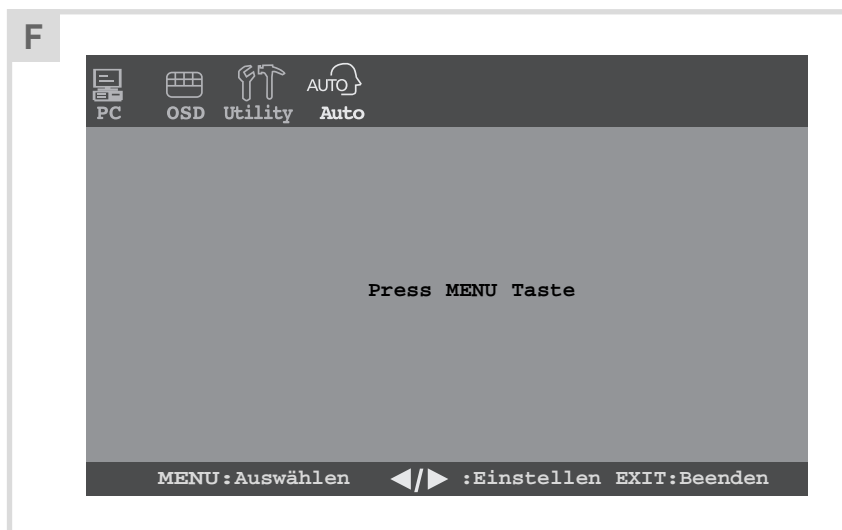 F
AUTO
PC OSD Utility Auto
Press MENU Taste
MENU:Auswählen ◀/▶ :Einstellen EXIT:Beenden